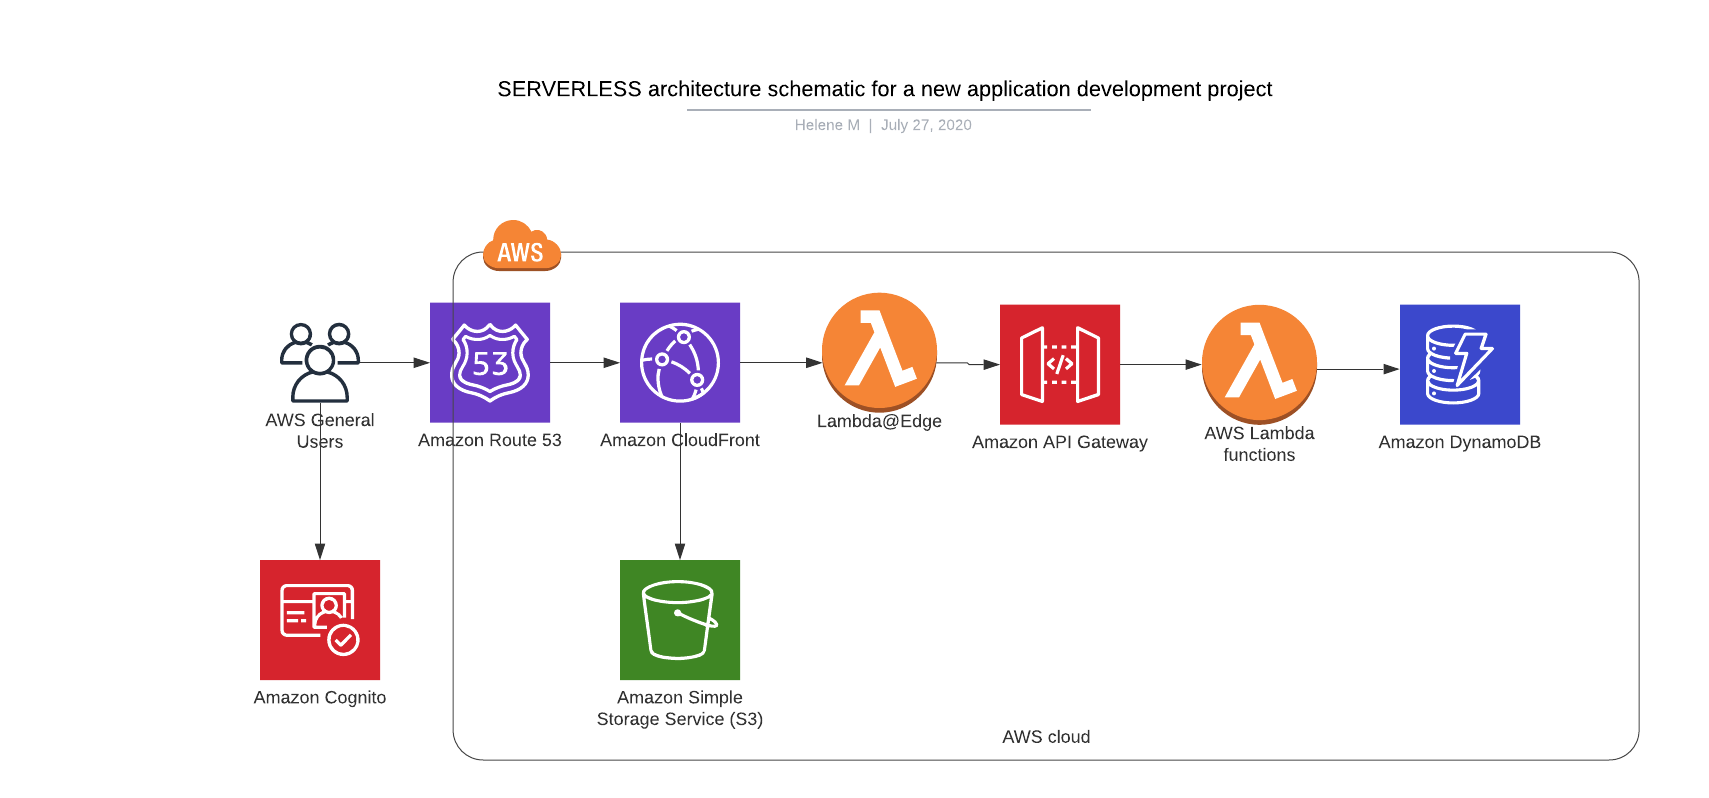 SERVERLESS architecture schematic for a new application development project
Helene M | July 27, 2020
AWS
53
AWS General
Users
Amazon Route 53
Amazon CloudFront
Lambda@Edge
Amazon API Gateway
AWS Lambda
functions
Amazon DynamoDB
Amazon Cognito
Amazon Simple
Storage Service (S3)
AWS cloud